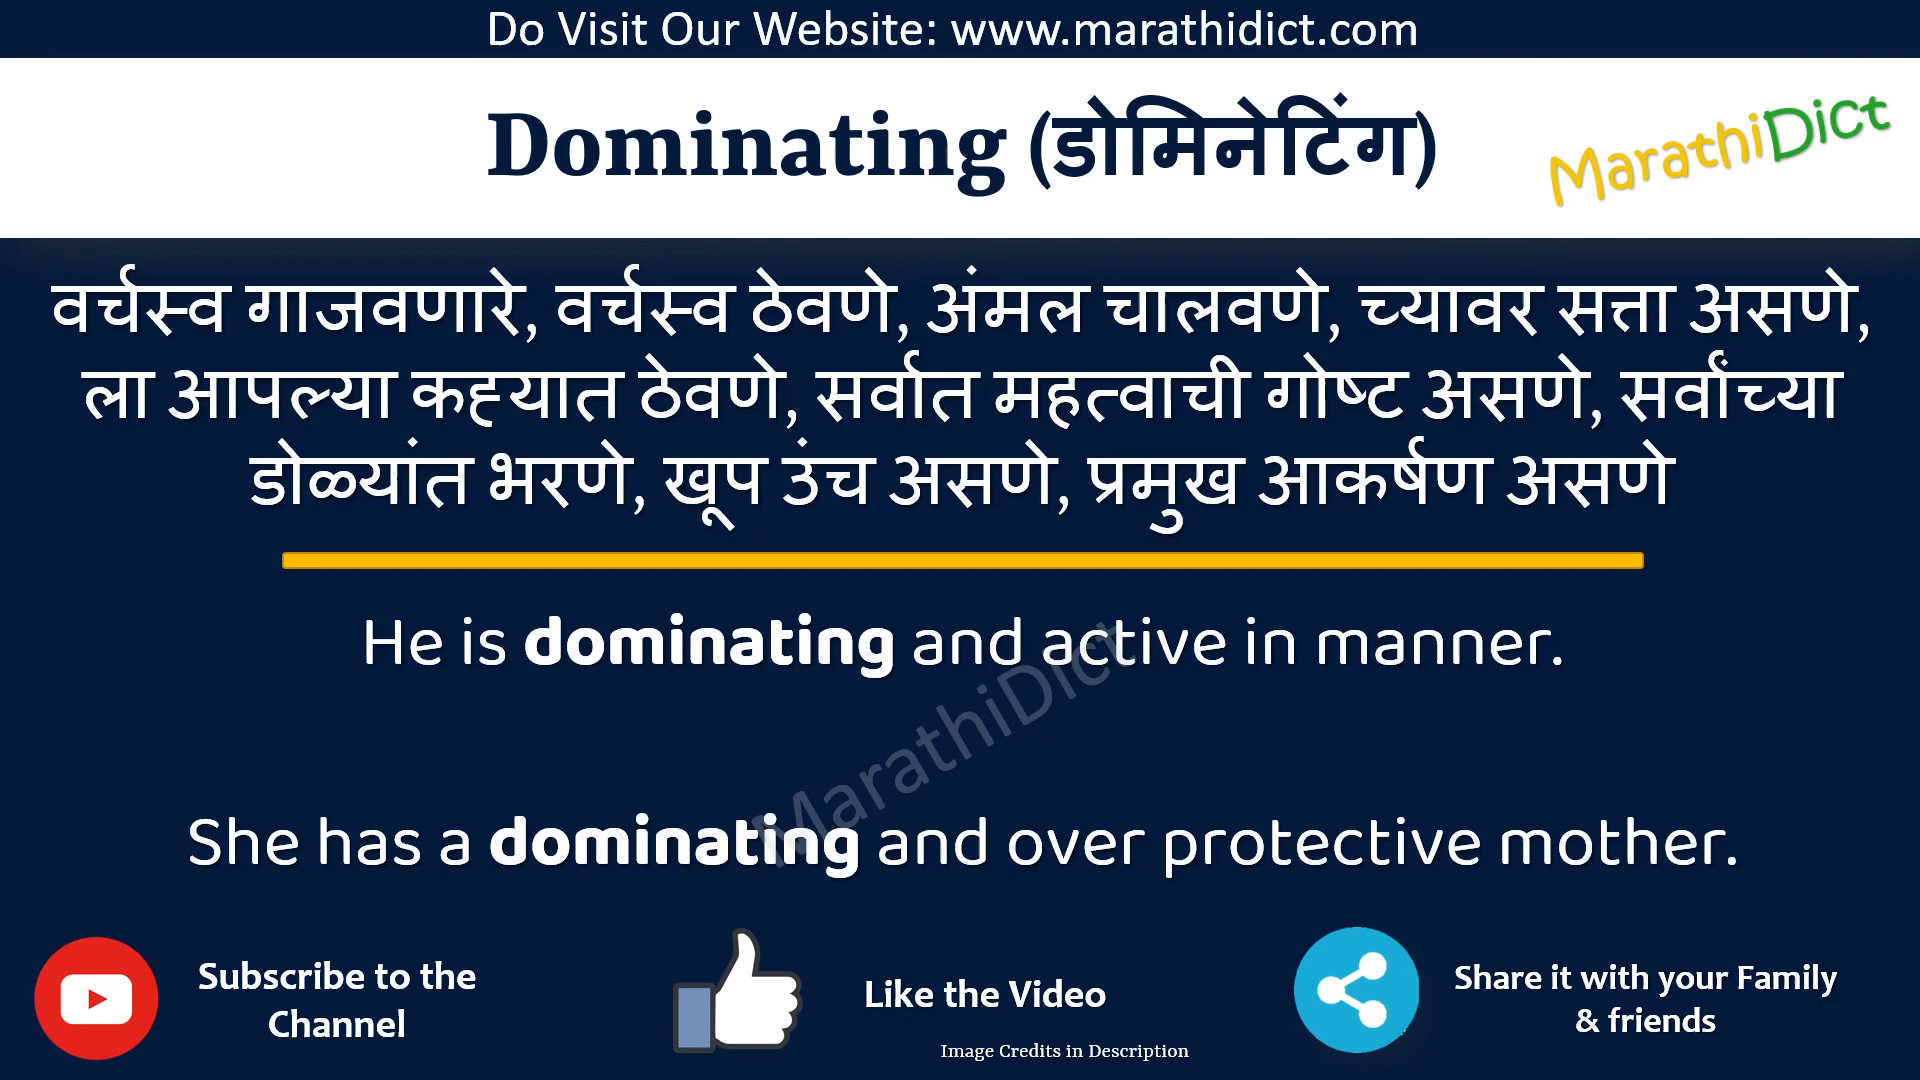 Do Visit Our Website: www.marathidict.com
Dominating (डोमिनेटिंग)
MarathiDict
वर्चस्व गाजवणारे, वर्चस्व ठेवणे, अंमल चालवणे, च्यावर सत्ता असणे,
ला आपल्या कह्यात ठेवणे, सर्वात महत्वाची गोष्ट असणे, सर्वांच्या
डोळ्यांत भरणे, खूप उंच असणे, प्रमुख आकर्षण असणे
He is dominating and active in manner.
MarathiDict
She has a dominating and over protective mother.
Subscribe to the
Channel
Like the Video
Share it with your Family
& friends
Image Credits in Description